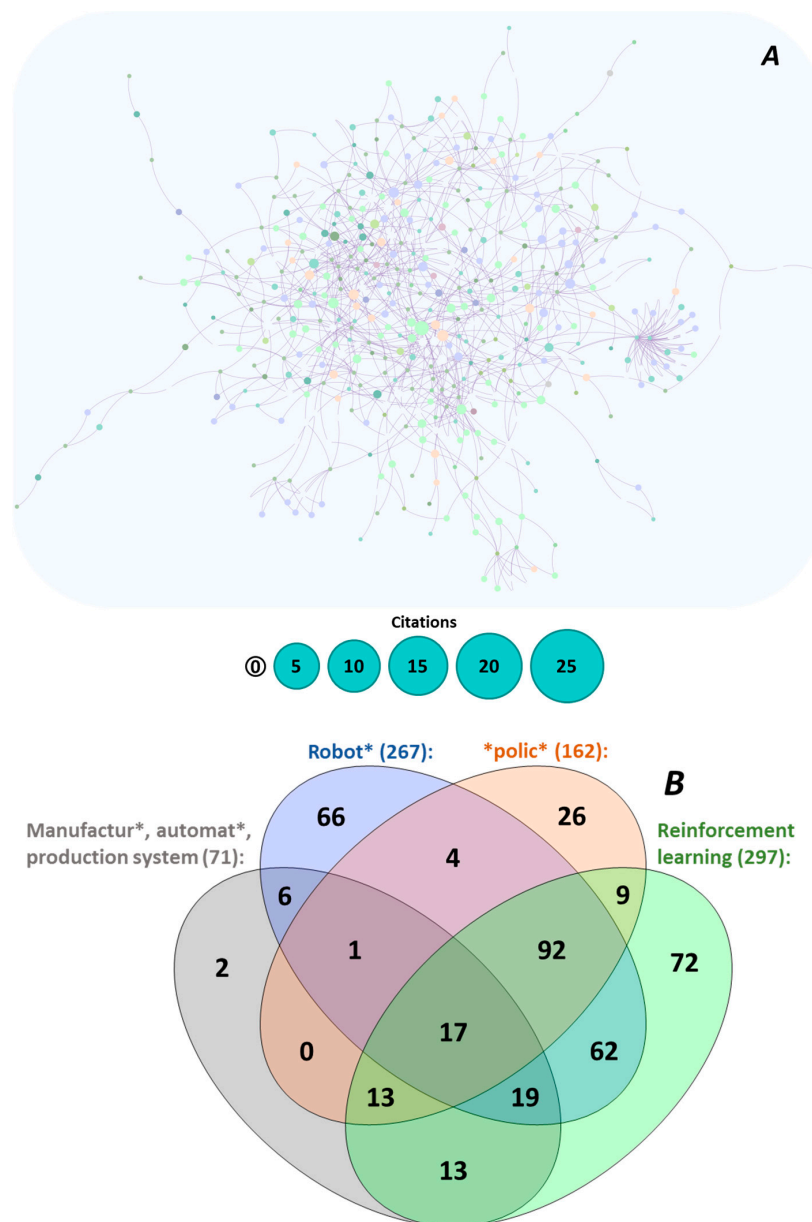 A
Citations
0 5 10 15 20 25
Robot* (267): *polic* (162):
B
66 26
Manufactur*, automat*,
production system (71):
Reinforcement
learning (297):
4
6 9
1 92
2 72
17
0 62
13 19
13